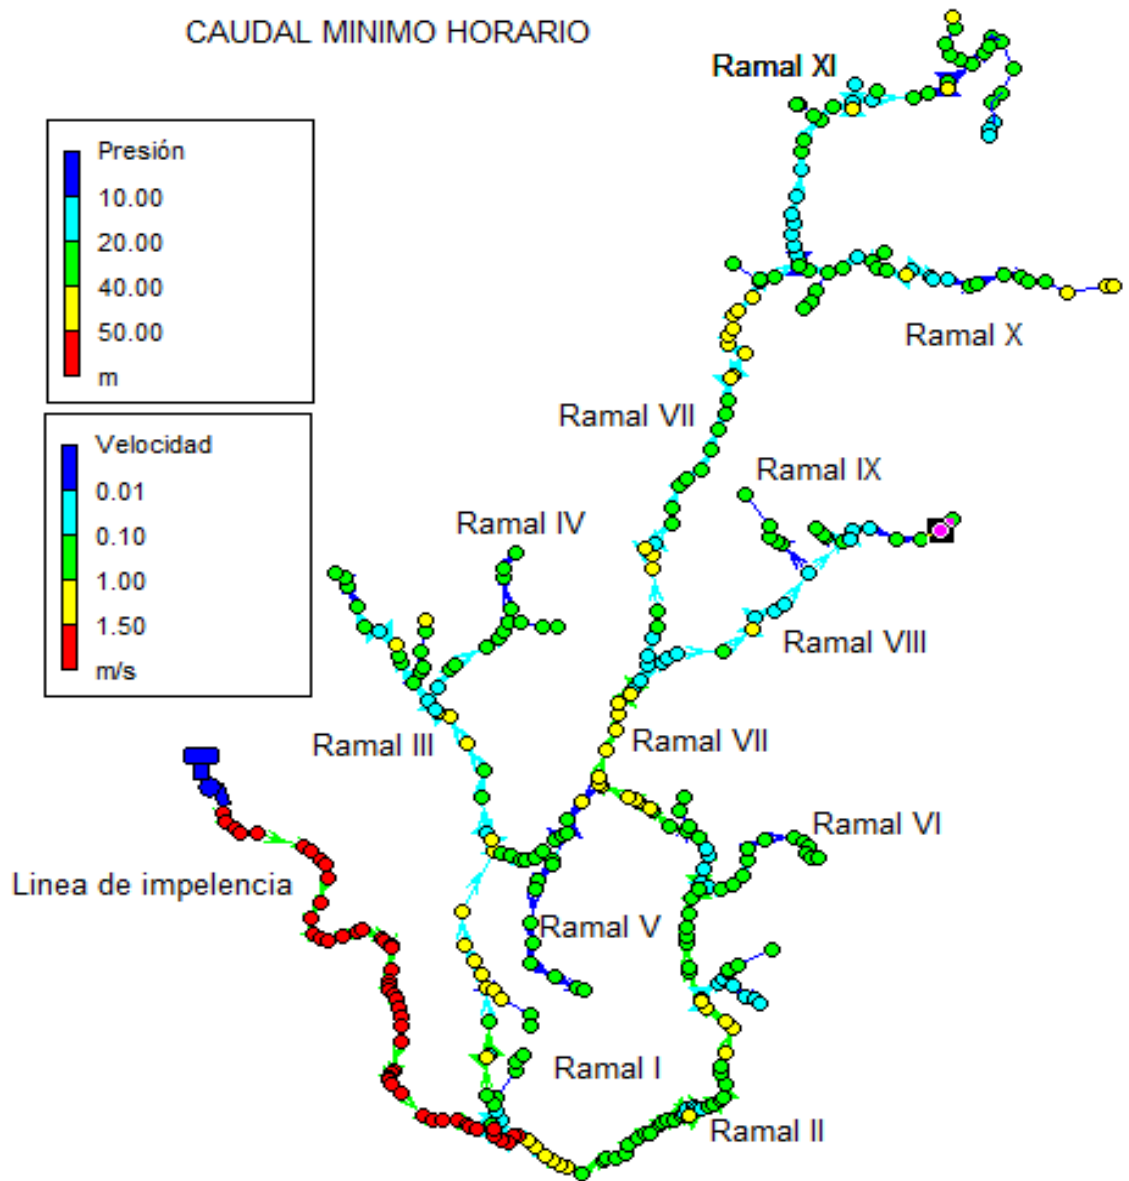 CAUDAL MINIMO HORARIO
Ramal XI
Presión
10.00
20.00
40.00
50.00
m
Ramal X
Ramal VII
Velocidad
0.01
0.10
1.00
1.50
m/s
Ramal IX
Ramal IV
Ramal VIII
Ramal III
Ramal VII
Ramal VI
Linea de impelencia
Ramal V
Ramal I
Ramal II